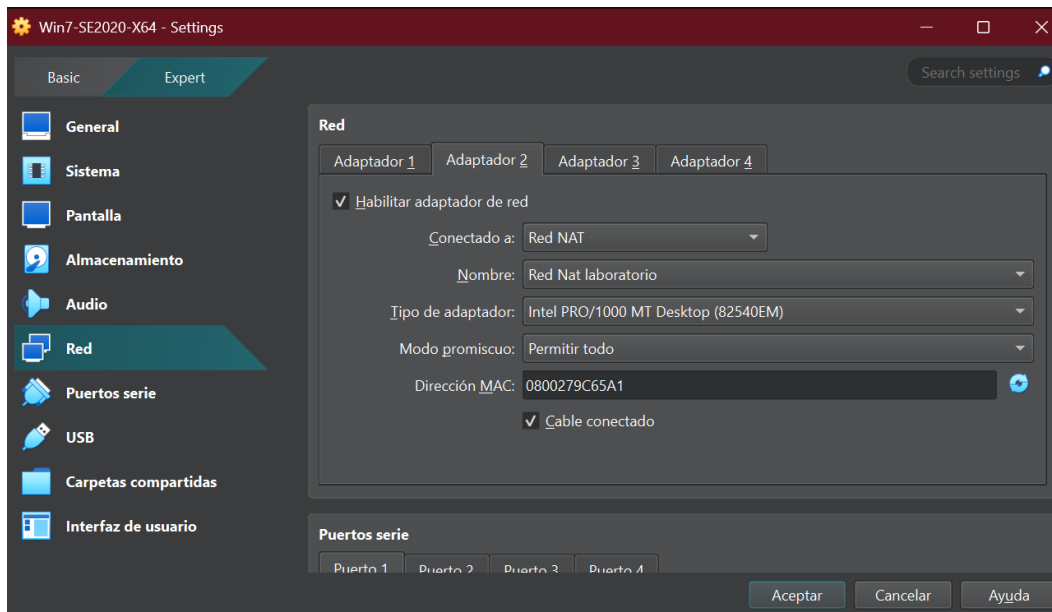 Win7-SE2020-X64 - Settings
Basic Expert
Search settings
General
Sistema
Pantalla
Almacenamiento
Audio
Red
Puertos serie
USB
Carpetas compartidas
Interfaz de usuario
Red
Adaptador 1 Adaptador 2 Adaptador 3 Adaptador 4
Habilitar adaptador de red
Conectado a: Red NAT
Nombre: Red Nat laboratorio
Tipo de adaptador: Intel PRO/1000 MT Desktop (82540EM)
Modo promiscuo: Permitir todo
Dirección MAC: 0800279C65A1
Cable conectado
Puertos serie
Puerto 1 Puerto 2 Puerto 3 Puerto 4
Aceptar Cancelar Ayuda